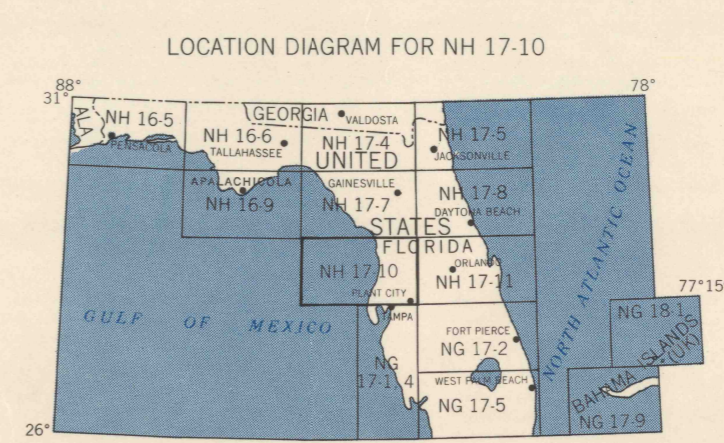 LOCATION DIAGRAM FOR NH 17-10
88°
78°
31°
ALA
NH 16-5
PENSACOLA
NH 16-6
TALLAHASSEE
GEORGIA
VALDOSTA
NH 17-4
UNITED
NH 17-5
JACKSONVILLE
APALACHICOLA
NH 16-9
GAINESVILLE
NH 17-7
NH 17-8
DAYTONA BEACH
STATES
FLORIDA
NH 17-10
PLANT CITY
TAMPA
ORLANDO
NH 17-11
NORTH ATLANTIC OCEAN
77°15
GULF OF MEXICO
FORT PIERCE
NG 17-2
NG 18-1
NG
17-1, 4
WEST PALM BEACH
NG 17-5
BAHAMA ISLANDS
(UK)
NG 17-9
26°